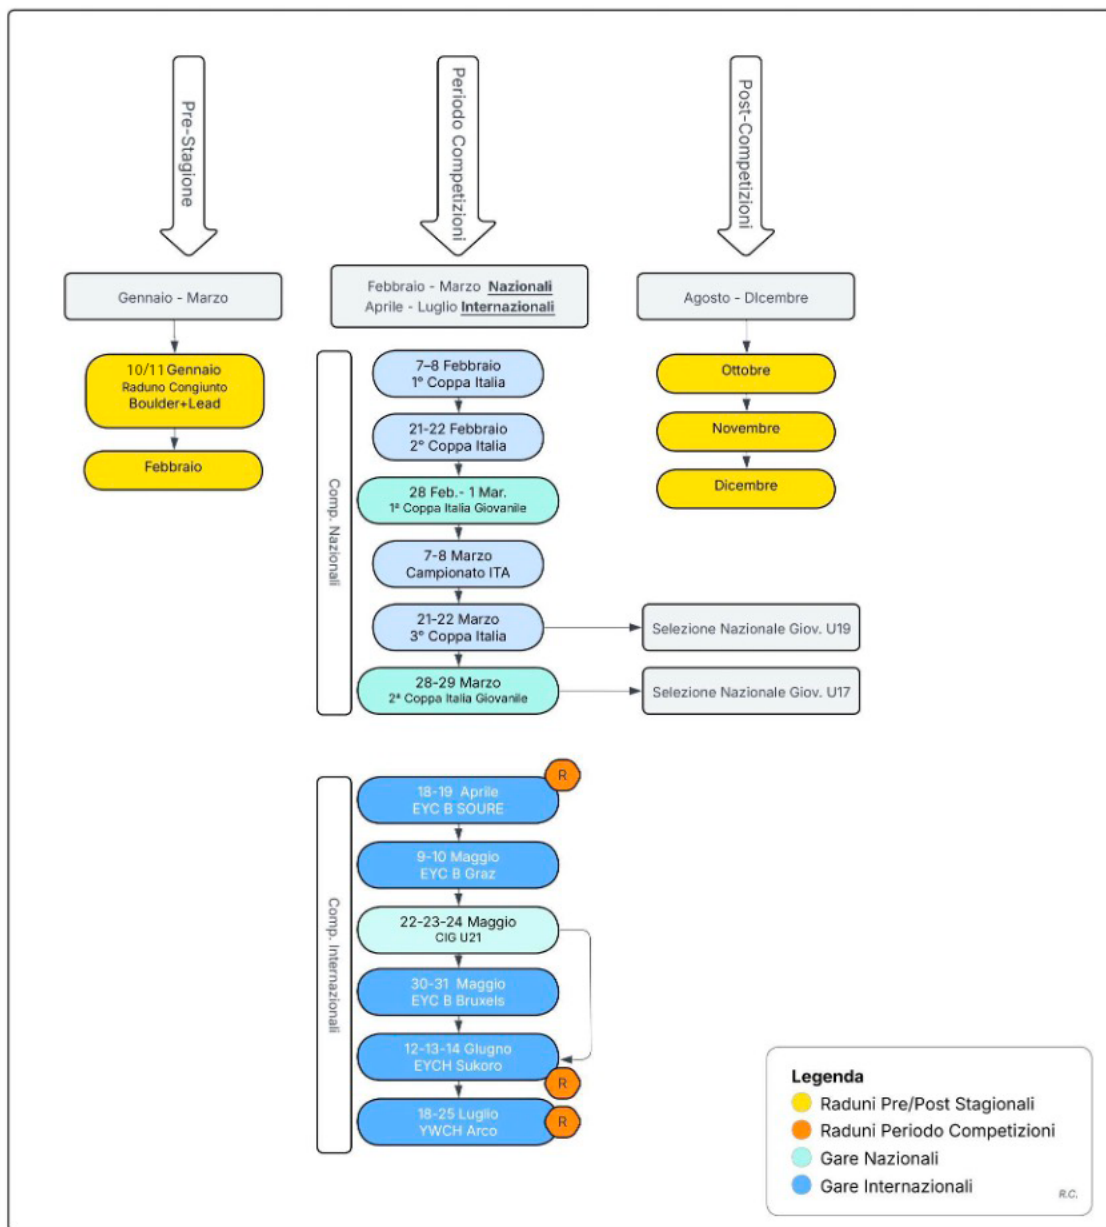 Pre-Stagione
Periodo Competizioni
Post-Competizioni
Gennaio - Marzo
Febbraio - Marzo Nazionali
Aprile - Luglio Internazionali
Agosto - DIcembre
10/11 Gennaio
Raduno Congiunto
Boulder+Lead
Febbraio
Comp. Nazionali
7–8 Febbraio
1° Coppa Italia
21-22 Febbraio
2° Coppa Italia
28 Feb.- 1 Mar.
1ª Coppa Italia Giovanile
7-8 Marzo
Campionato ITA
21-22 Marzo
3° Coppa Italia
28-29 Marzo
2ª Coppa Italia Giovanile
Ottobre
Novembre
Dicembre
Selezione Nazionale Giov. U19
Selezione Nazionale Giov. U17
Comp. Internazionali
18-19 Aprile
EYC B SOURE
R
9-10 Maggio
EYC B Graz
22-23-24 Maggio
CIG U21
30-31 Maggio
EYC B Bruxels
12-13-14 GIugno
EYCH Sukoro
R
18-25 Luglio
YWCH Arco
R
Legenda
Raduni Pre/Post Stagionali
Raduni Periodo Competizioni
Gare Nazionali
Gare Internazionali
R.C.